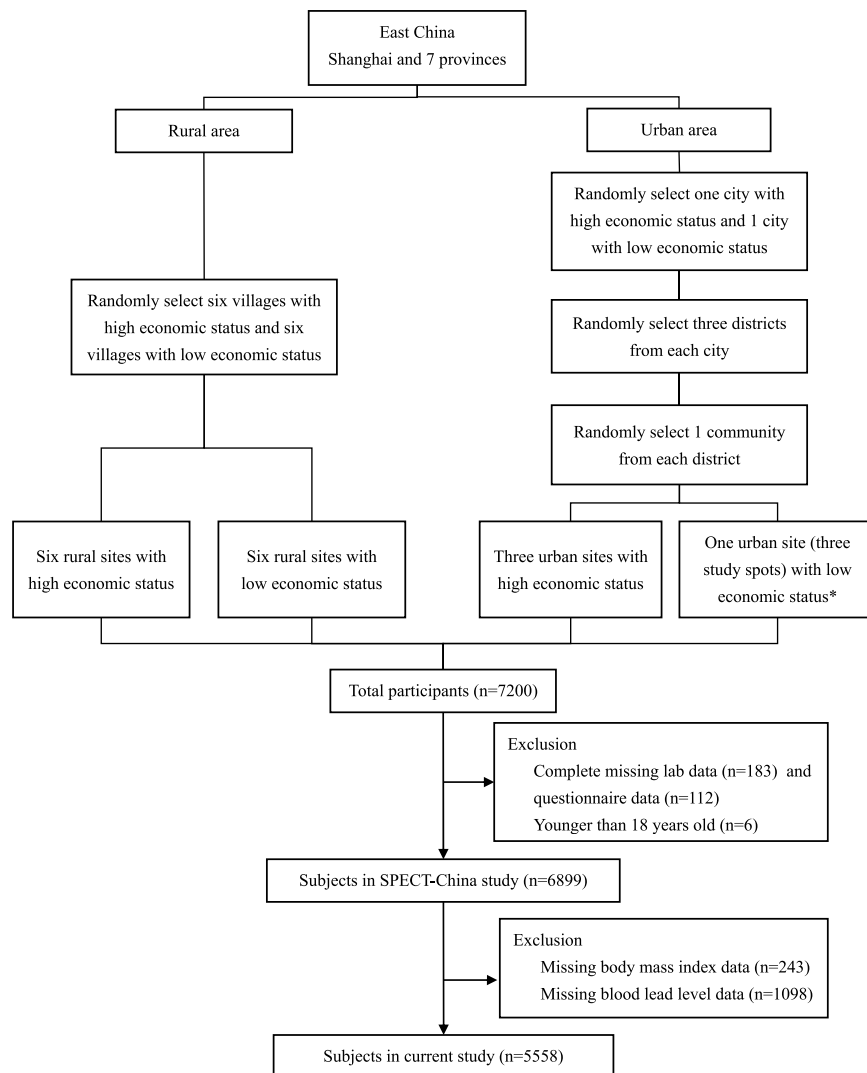 East China
Shanghai and 7 provinces
Rural area
Urban area
Randomly select one city with
high economic status and 1 city
with low economic status
Randomly select six villages with
high economic status and six
villages with low economic status
Randomly select three districts
from each city
Randomly select 1 community
from each district
Six rural sites with
high economic status
Six rural sites with
low economic status
Three urban sites with
high economic status
One urban site (three
study spots) with low
economic status*
Total participants (n=7200)
Exclusion
Complete missing lab data (n=183) and
questionnaire data (n=112)
Younger than 18 years old (n=6)
Subjects in SPECT-China study (n=6899)
Exclusion
Missing body mass index data (n=243)
Missing blood lead level data (n=1098)
Subjects in current study (n=5558)